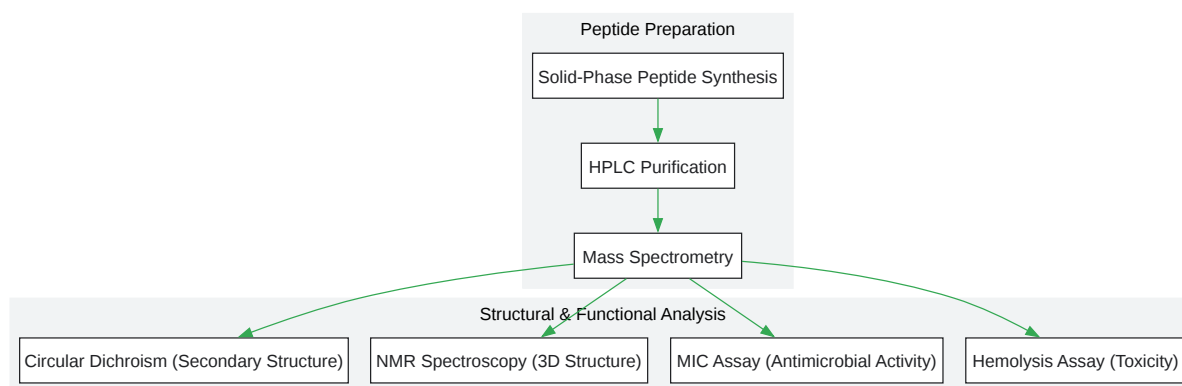 Peptide Preparation
Solid-Phase Peptide Synthesis
HPLC Purification
Mass Spectrometry
Structural & Functional Analysis
Circular Dichroism (Secondary Structure)
NMR Spectroscopy (3D Structure)
MIC Assay (Antimicrobial Activity)
Hemolysis Assay (Toxicity)